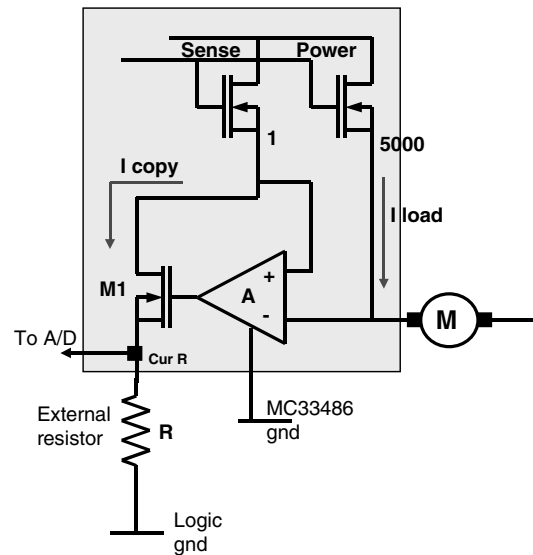 Sense
Power
1
5000
I copy
I load
M1
+
A
-
M
To A/D
Cur R
External
resistor
R
MC33486
gnd
Logic
gnd